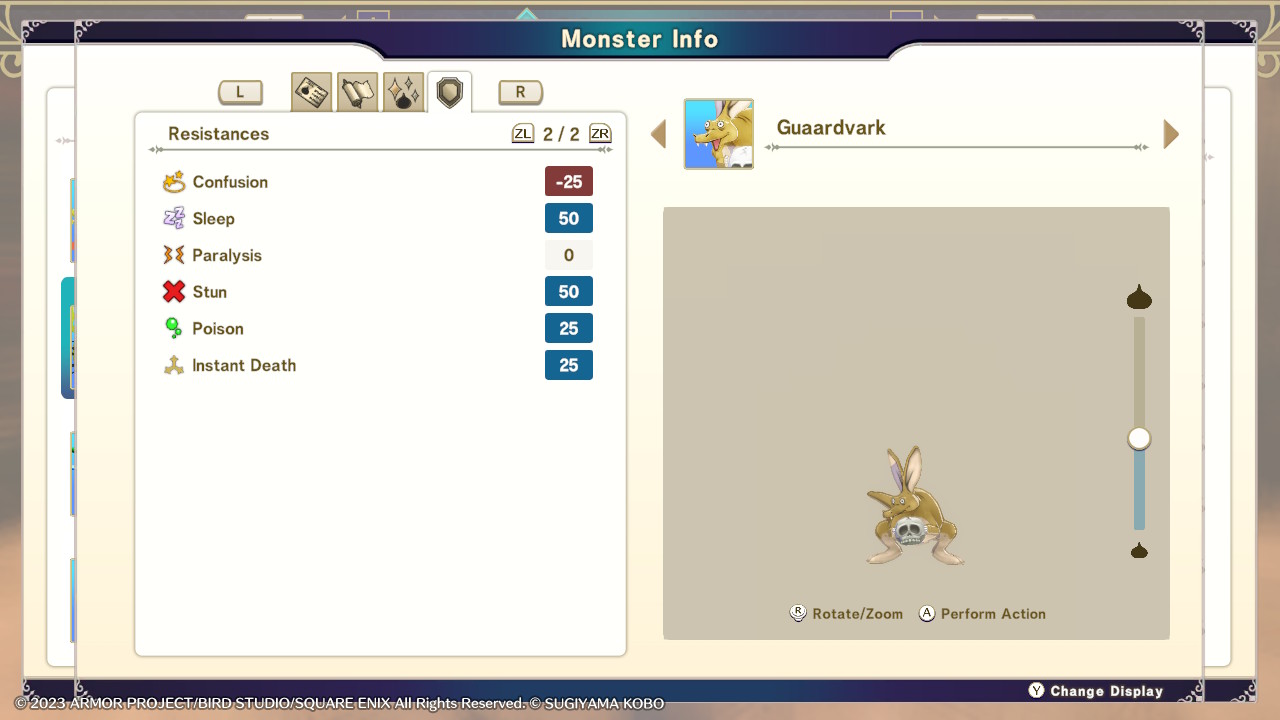 Monster Info
L
R
Resistances
ZL 2 / 2 ZR
Guaardvark
Confusion -25
Sleep 50
Paralysis 0
Stun 50
Poison 25
Instant Death 25
R Rotate/Zoom A Perform Action
Y Change Display
© 2023 ARMOR PROJECT/BIRD STUDIO/SQUARE ENIX All Rights Reserved. © SUGIYAMA KOBO